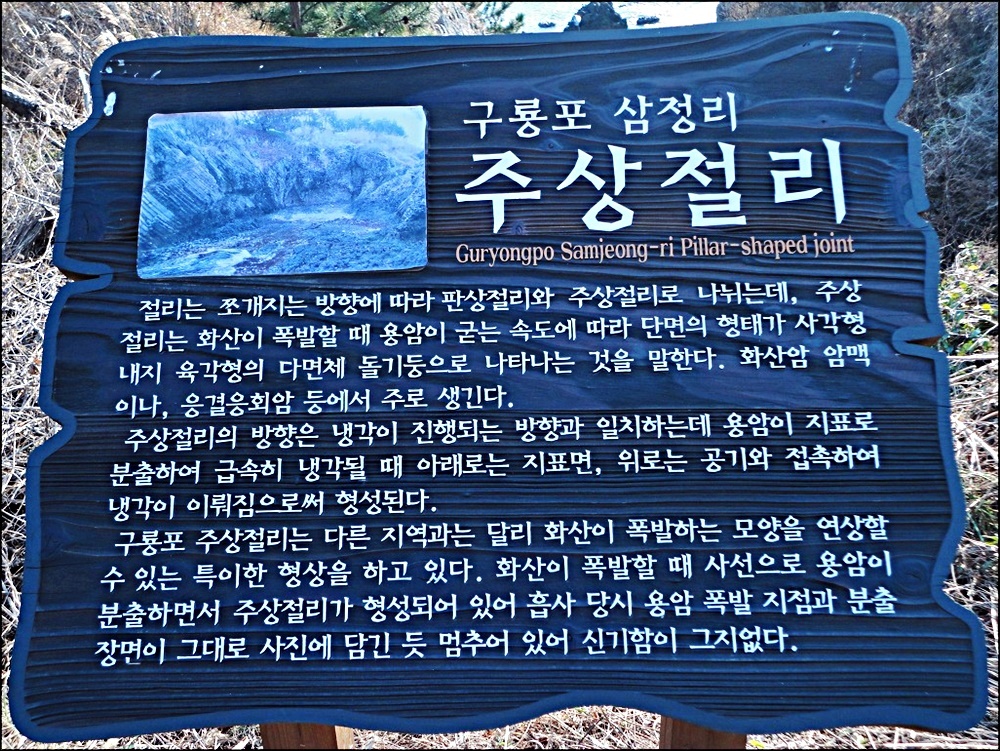 구룡포 삼정리
주상절리
Guryongpo Samjeong-ri Pillar-shaped joint
절리는 쪼개지는 방향에 따라 판상절리와 주상절리로 나뉘는데, 주상
절리는 화산이 폭발할 때 용암이 굳는 속도에 따라 단면의 형태가 사각형
내지 육각형의 다면체 돌기둥으로 나타나는 것을 말한다. 화산암 암맥
이나, 용결응회암 등에서 주로 생긴다.
주상절리의 방향은 냉각이 진행되는 방향과 일치하는데 용암이 지표로
분출하여 급속히 냉각될 때 아래로는 지표면, 위로는 공기와 접촉하여
냉각이 이뤄짐으로써 형성된다.
구룡포 주상절리는 다른 지역과는 달리 화산이 폭발하는 모양을 연상할
수 있는 특이한 형상을 하고 있다. 화산이 폭발할 때 사선으로 용암이
분출하면서 주상절리가 형성되어 있어 흡사 당시 용암 폭발 지점과 분출
장면이 그대로 사진에 담긴 듯 멈추어 있어 신기함이 그지없다.